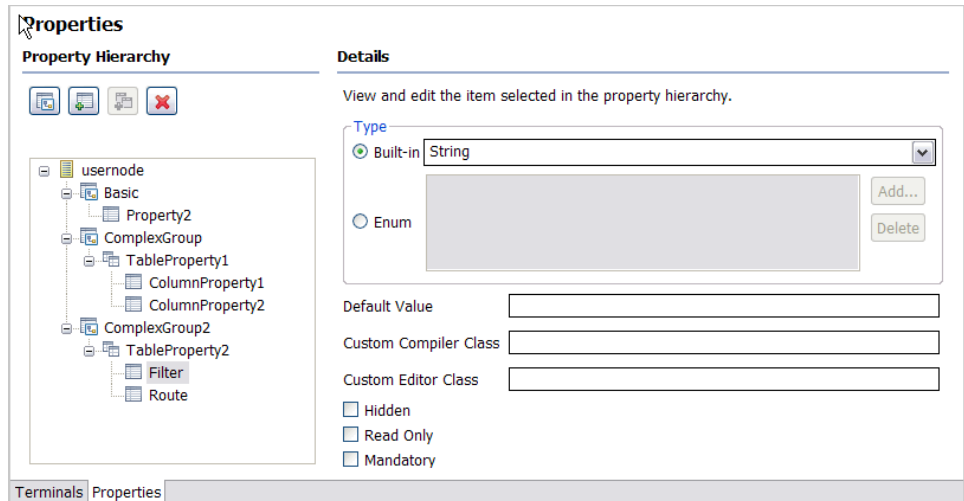 Properties
Property Hierarchy
Details
View and edit the item selected in the property hierarchy.
Type
Built-in String
Enum
Add...
Delete
usernode
Basic
Property2
ComplexGroup
TableProperty1
ColumnProperty1
ColumnProperty2
ComplexGroup2
TableProperty2
Filter
Route
Default Value
Custom Compiler Class
Custom Editor Class
Hidden
Read Only
Mandatory
Terminals Properties